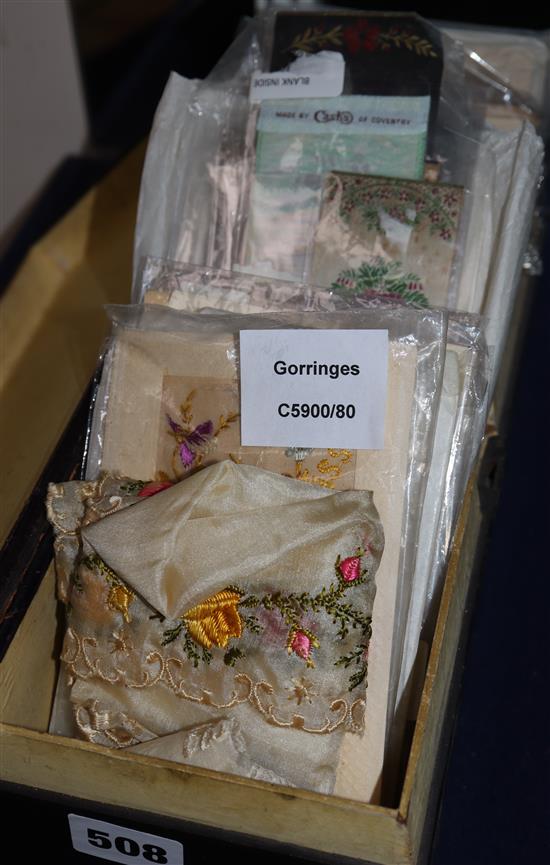 BLANK INSIDE
MADE BY Cash's OF COVENTRY
Gorringes
C5900/80
508